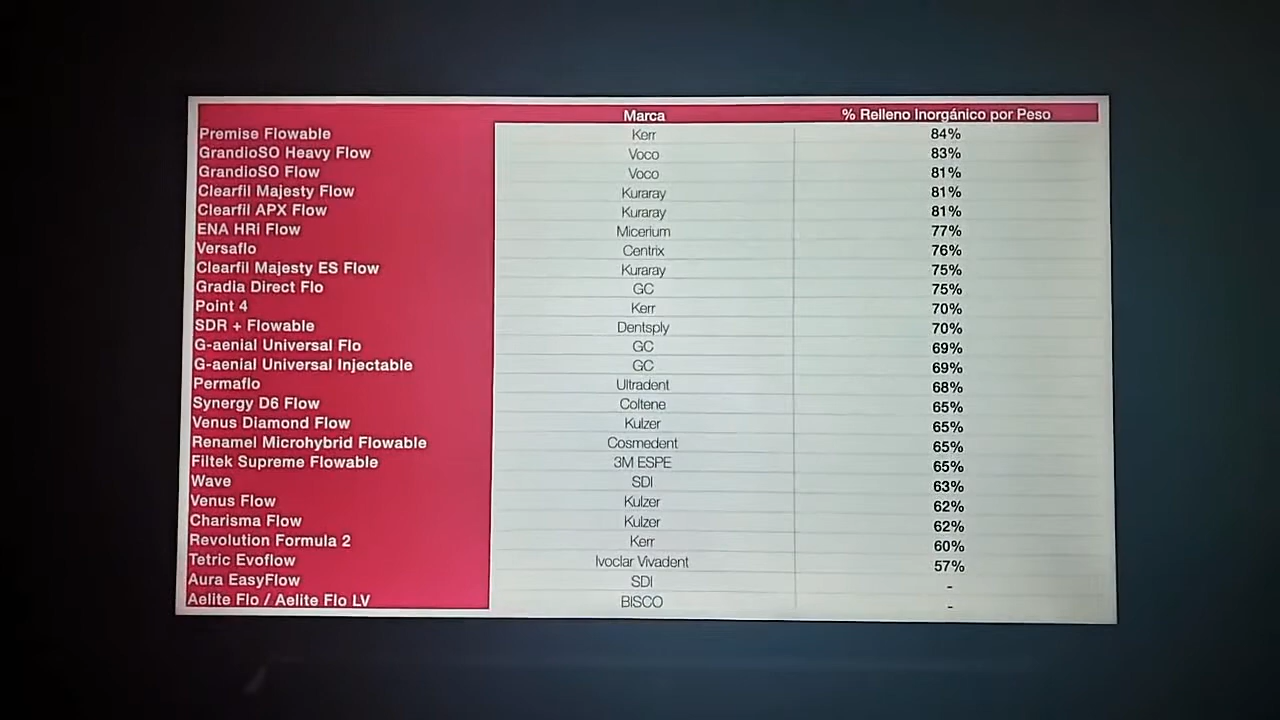 Marca % Relleno Inorgánico por Peso
Premise Flowable Kerr 84%
GrandioSO Heavy Flow Voco 83%
GrandioSO Flow Voco 81%
Clearfil Majesty Flow Kuraray 81%
Clearfil APX Flow Kuraray 81%
ENA HRi Flow Micerium 77%
Versaflo Centrix 76%
Clearfil Majesty ES Flow Kuraray 75%
Gradia Direct Flo GC 75%
Point 4 Kerr 70%
SDR + Flowable Dentsply 70%
G-aenial Universal Flo GC 69%
G-aenial Universal Injectable GC 69%
Permaflo Ultradent 68%
Synergy D6 Flow Coltene 65%
Venus Diamond Flow Kulzer 65%
Renamel Microhybrid Flowable Cosmedent 65%
Filtek Supreme Flowable 3M ESPE 65%
Wave SDI 63%
Venus Flow Kulzer 62%
Charisma Flow Kulzer 62%
Revolution Formula 2 Kerr 60%
Tetric Evoflow Ivoclar Vivadent 57%
Aura EasyFlow SDI -
Aelite Flo / Aelite Flo LV BISCO -